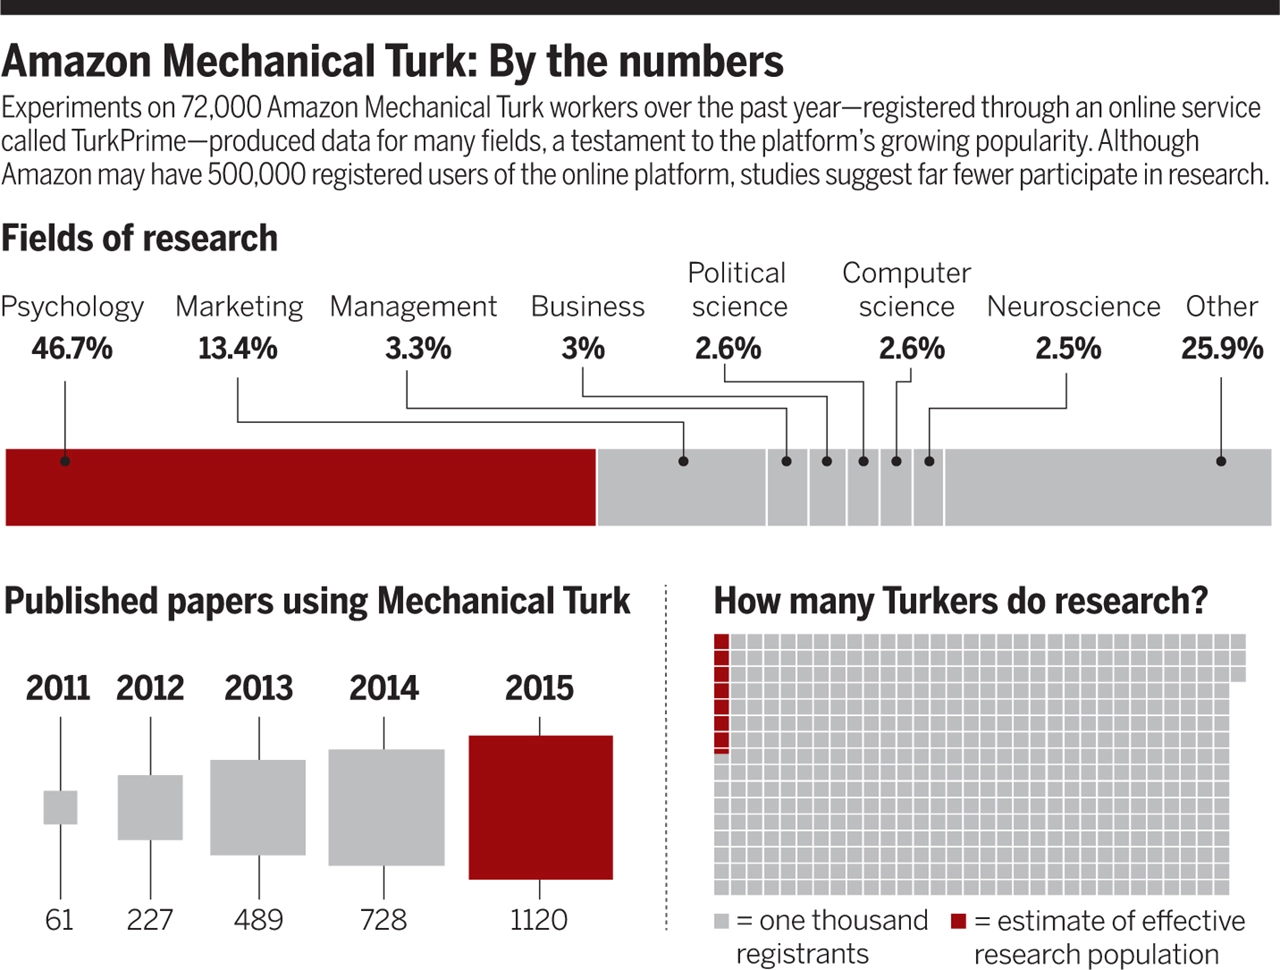 Amazon Mechanical Turk: By the numbers
Experiments on 72,000 Amazon Mechanical Turk workers over the past year—registered through an online service
called TurkPrime—produced data for many fields, a testament to the platform's growing popularity. Although
Amazon may have 500,000 registered users of the online platform, studies suggest far fewer participate in research.
Fields of research
Psychology
46.7%
Marketing
13.4%
Management
3.3%
Business
3%
Political
science
2.6%
Computer
science
2.6%
Neuroscience
2.5%
Other
25.9%
Published papers using Mechanical Turk
2011
2012
2013
2014
2015
61
227
489
728
1120
How many Turkers do research?
= one thousand
registrants
= estimate of effective
research population